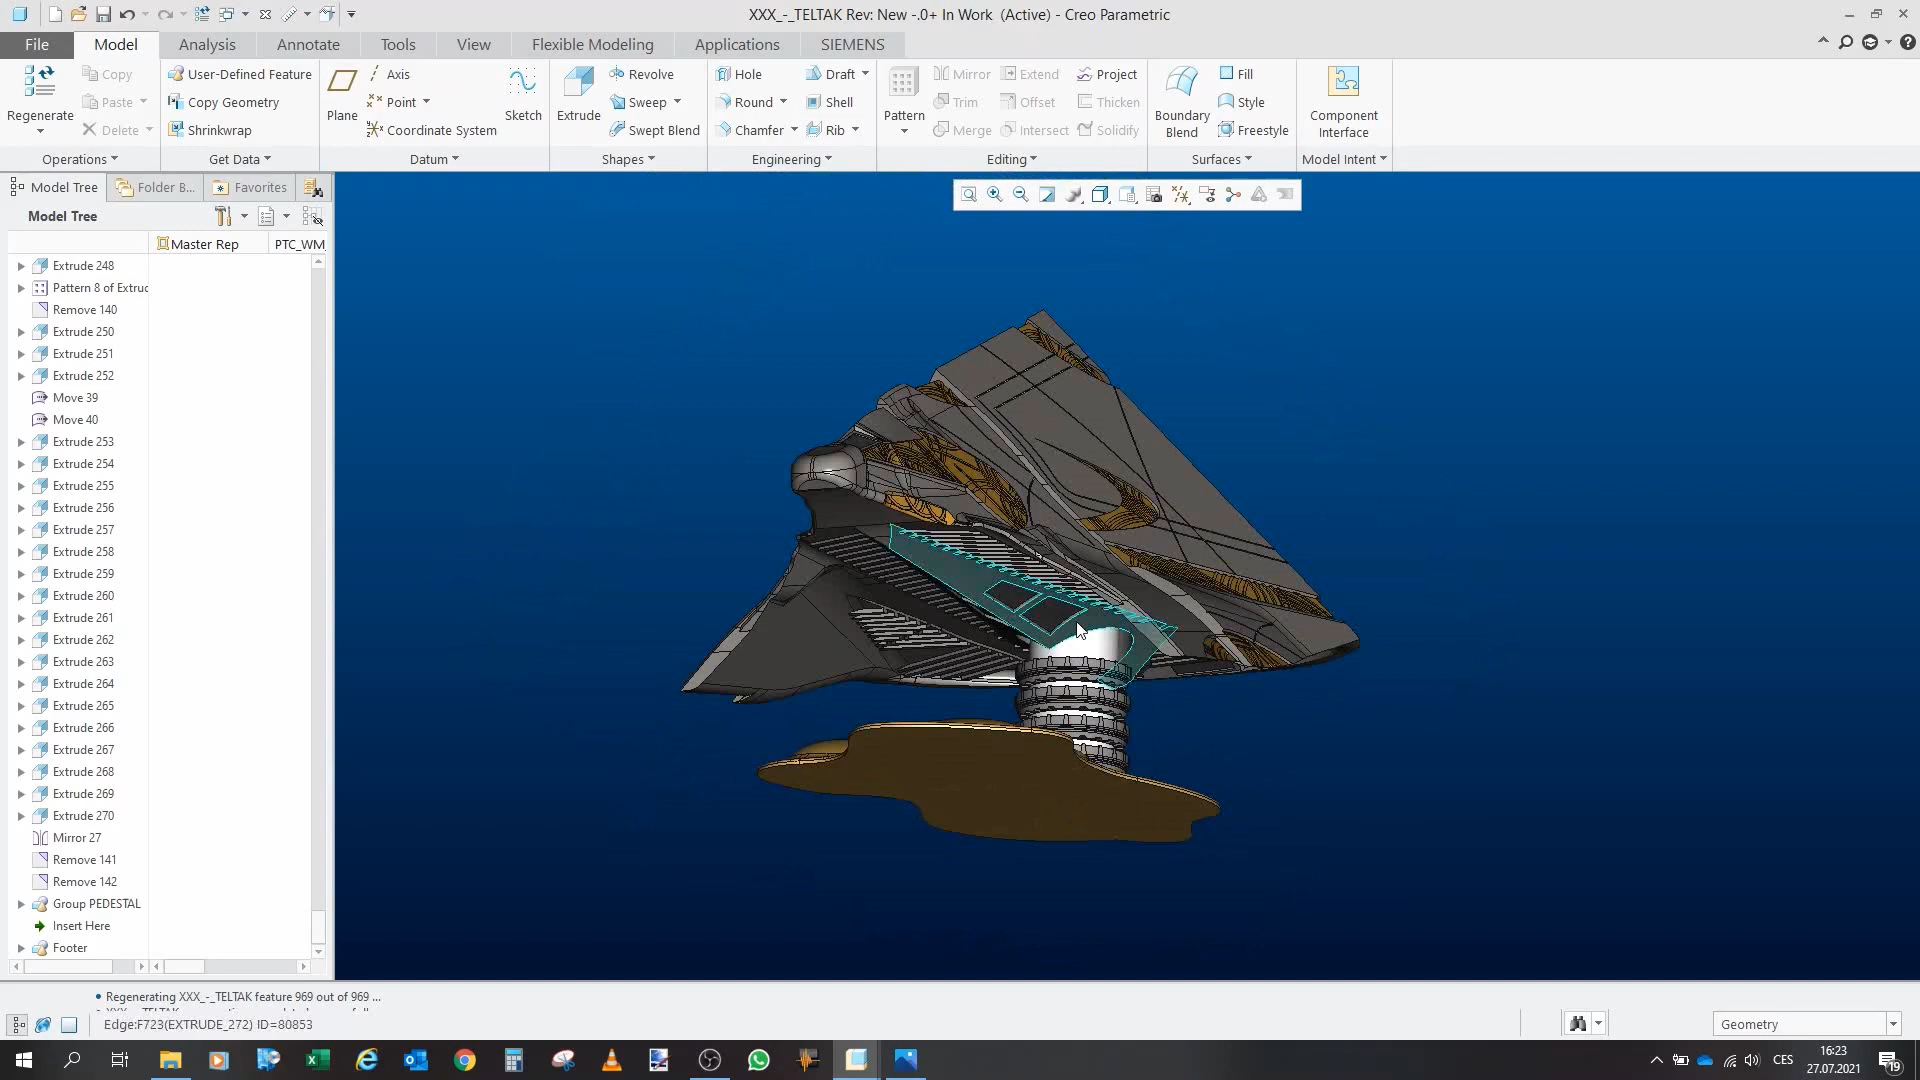 XXX_-_TELTAK Rev: New -.0+ In Work (Active) - Creo Parametric
File Model Analysis Annotate Tools View Flexible Modeling Applications SIEMENS
Regenerate
Copy
Paste
Delete
User-Defined Feature
Copy Geometry
Shrinkwrap
Plane
Axis
Point
Coordinate System
Sketch
Extrude
Revolve
Sweep
Swept Blend
Hole
Round
Chamfer
Draft
Shell
Rib
Pattern
Mirror
Trim
Merge
Extend
Offset
Intersect
Project
Thicken
Solidify
Boundary
Blend
Fill
Style
Freestyle
Component
Interface
Operations Get Data Datum Shapes Engineering Editing Surfaces Model Intent
Model Tree Folder B... Favorites
Model Tree
Master Rep PTC_WM_
Extrude 248
Pattern 8 of Extruc
Remove 140
Extrude 250
Extrude 251
Extrude 252
Move 39
Move 40
Extrude 253
Extrude 254
Extrude 255
Extrude 256
Extrude 257
Extrude 258
Extrude 259
Extrude 260
Extrude 261
Extrude 262
Extrude 263
Extrude 264
Extrude 265
Extrude 266
Extrude 267
Extrude 268
Extrude 269
Extrude 270
Mirror 27
Remove 141
Remove 142
Group PEDESTAL
Insert Here
Footer
• Regenerating XXX_-_TELTAK feature 969 out of 969 ...
Edge:F723(EXTRUDE_272) ID=80853
Geometry
CES
16:23
27.07.2021
19